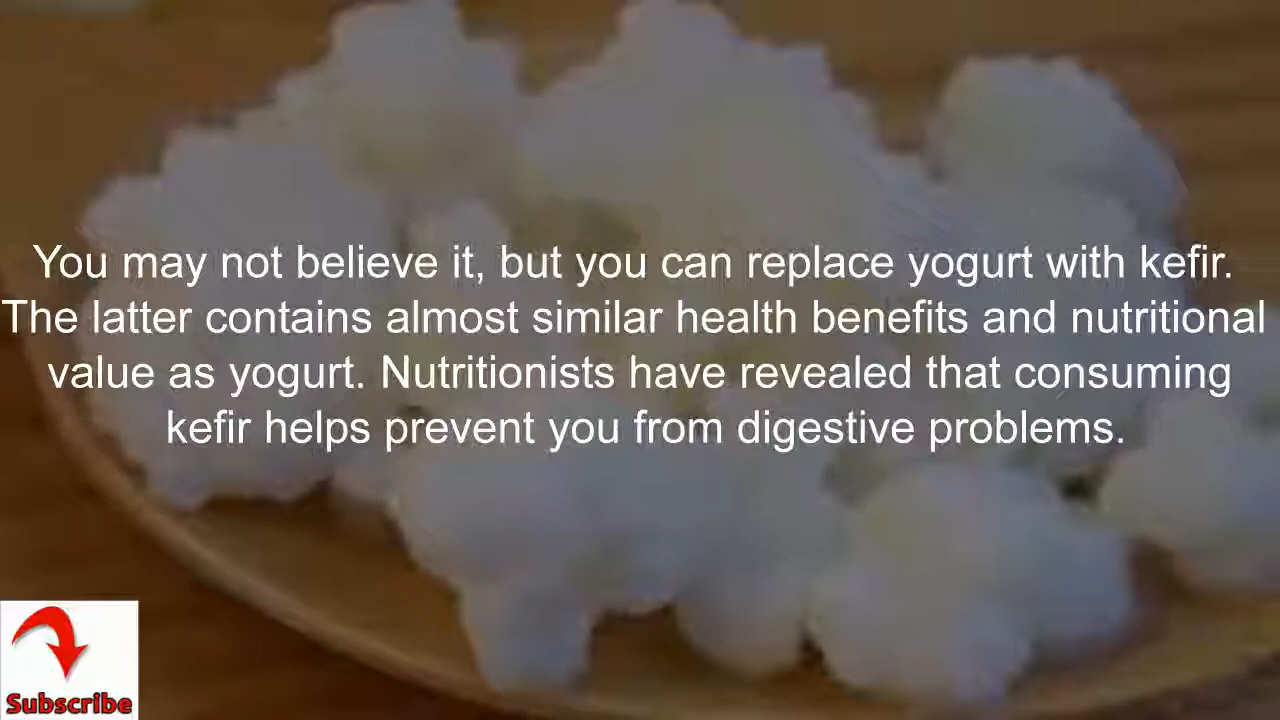 You may not believe it, but you can replace yogurt with kefir.
The latter contains almost similar health benefits and nutritional
value as yogurt. Nutritionists have revealed that consuming
kefir helps prevent you from digestive problems.
Subscribe